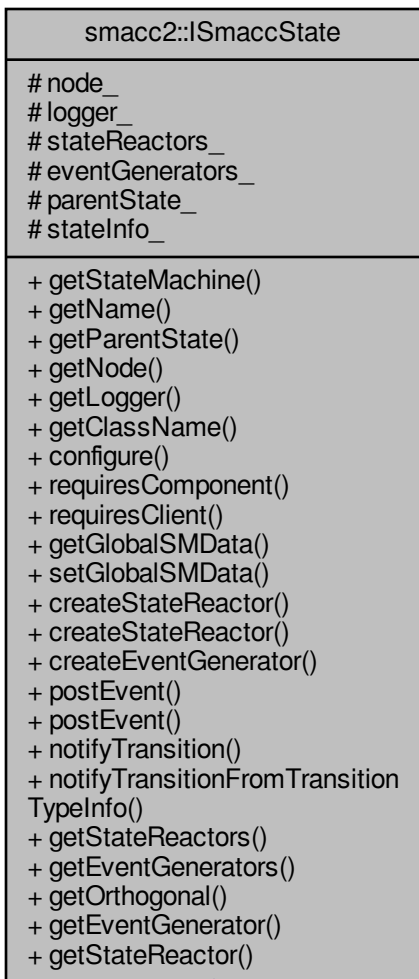 smacc2::ISmaccState
# node_
# logger_
# stateReactors_
# eventGenerators_
# parentState_
# stateInfo_
+ getStateMachine()
+ getName()
+ getParentState()
+ getNode()
+ getLogger()
+ getClassName()
+ configure()
+ requiresComponent()
+ requiresClient()
+ getGlobalSMData()
+ setGlobalSMData()
+ createStateReactor()
+ createStateReactor()
+ createEventGenerator()
+ postEvent()
+ postEvent()
+ notifyTransition()
+ notifyTransitionFromTransition
TypeInfo()
+ getStateReactors()
+ getEventGenerators()
+ getOrthogonal()
+ getEventGenerator()
+ getStateReactor()